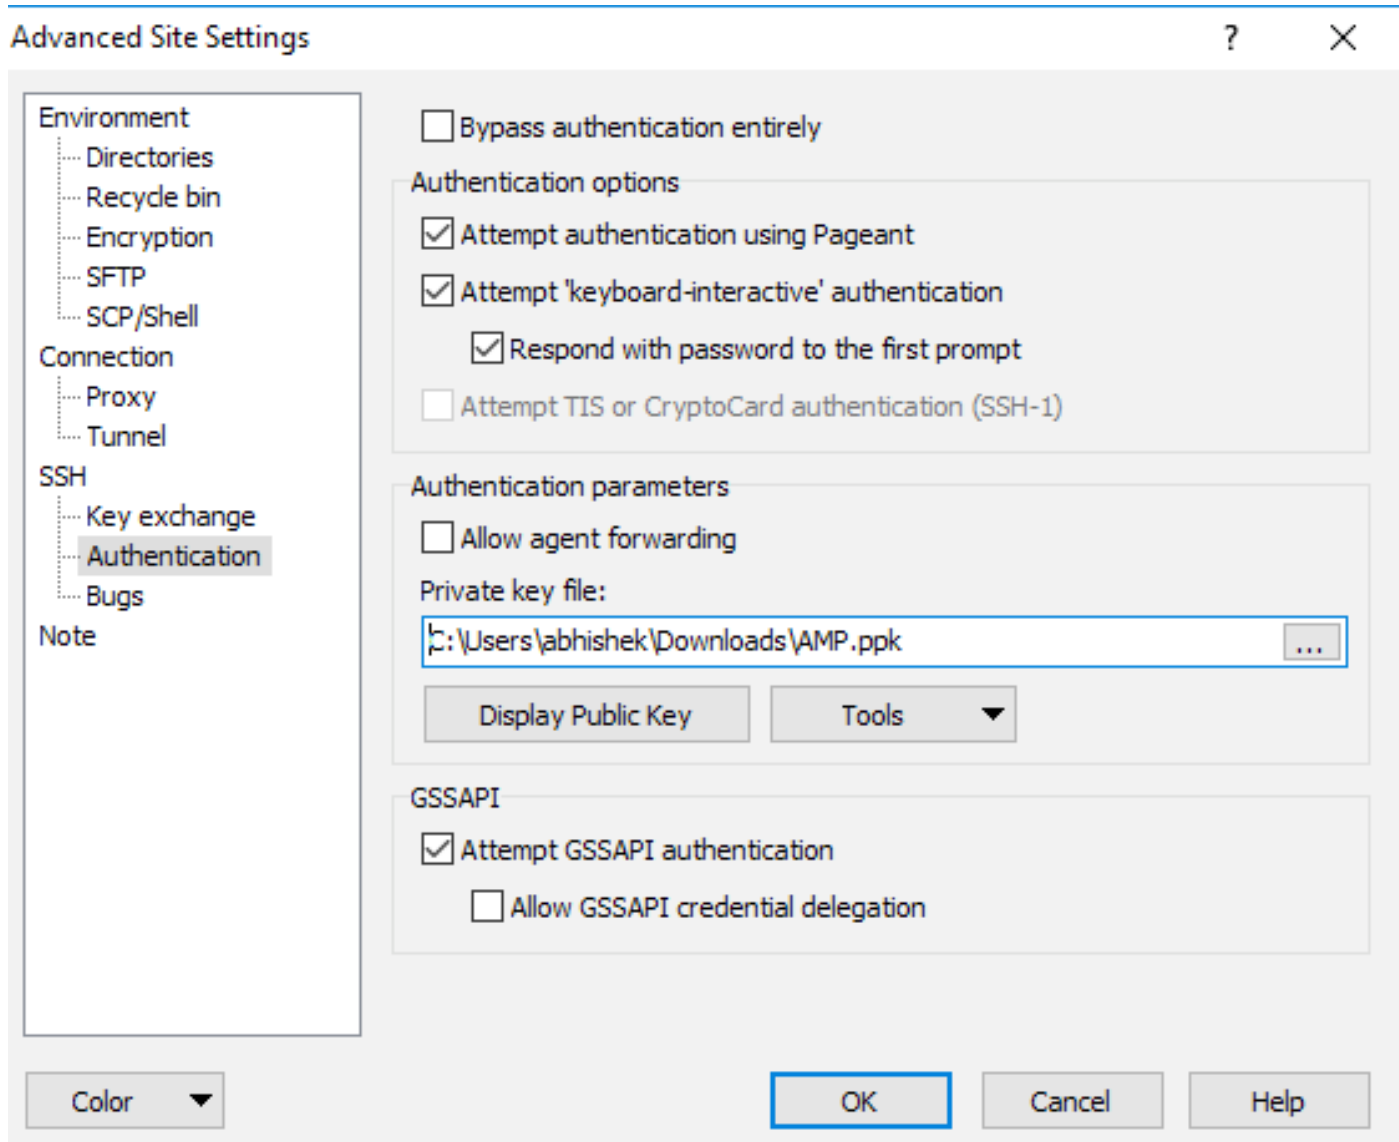 Advanced Site Settings ?
Environment
Directories
Recycle bin
Encryption
SFTP
SCP/Shell
Connection
Proxy
Tunnel
SSH
Key exchange
Authentication
Bugs
Note
Bypass authentication entirely
Authentication options
Attempt authentication using Pageant
Attempt 'keyboard-interactive' authentication
Respond with password to the first prompt
Attempt TIS or CryptoCard authentication (SSH-1)
Authentication parameters
Allow agent forwarding
Private key file:
C:\Users\abhishek\Downloads\AMP.ppk ...
Display Public Key Tools
GSSAPI
Attempt GSSAPI authentication
Allow GSSAPI credential delegation
Color OK Cancel Help